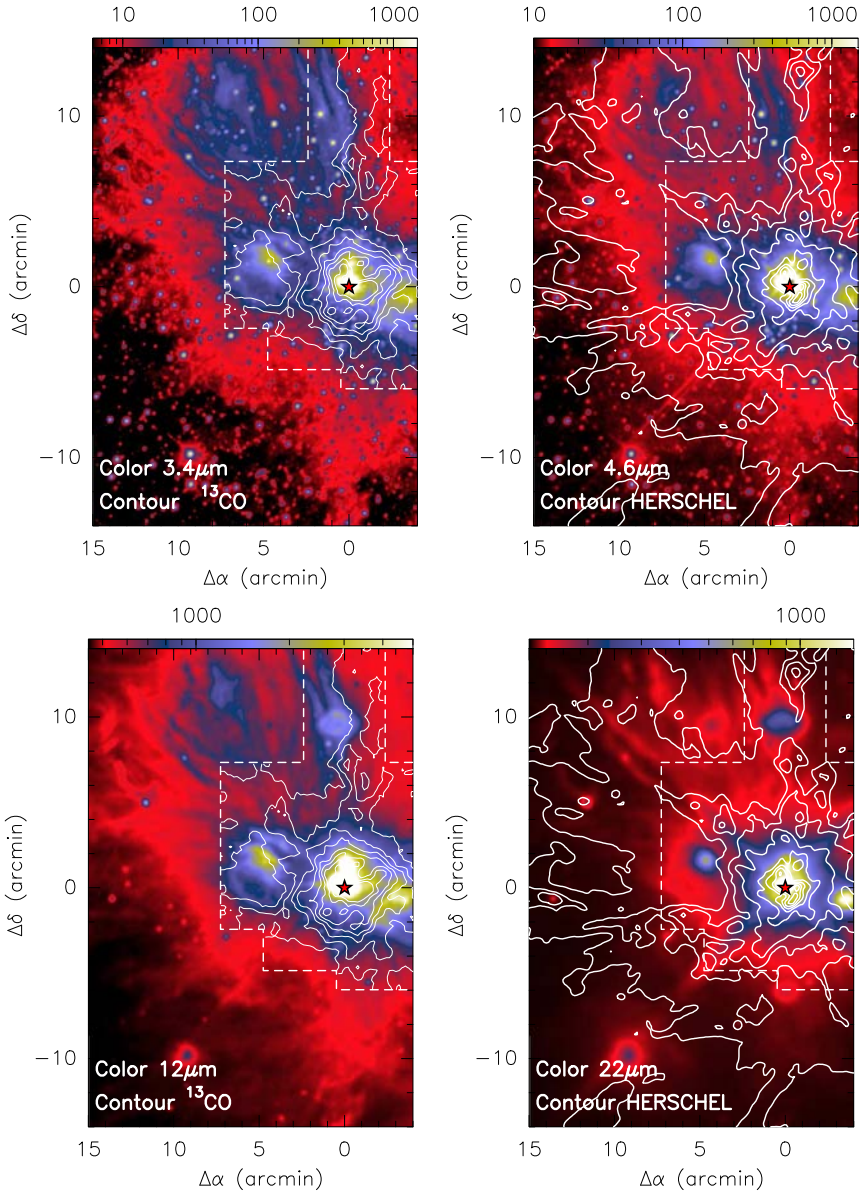 10 100 1000
10 100 1000
10
0
−10
Δδ (arcmin)
Color 3.4μm
Contour ¹³CO
15 10 5 0
Δα (arcmin)
10
0
−10
Δδ (arcmin)
Color 4.6μm
Contour HERSCHEL
15 10 5 0
Δα (arcmin)
1000
1000
10
0
−10
Δδ (arcmin)
Color 12μm
Contour ¹³CO
15 10 5 0
Δα (arcmin)
10
0
−10
Δδ (arcmin)
Color 22μm
Contour HERSCHEL
15 10 5 0
Δα (arcmin)